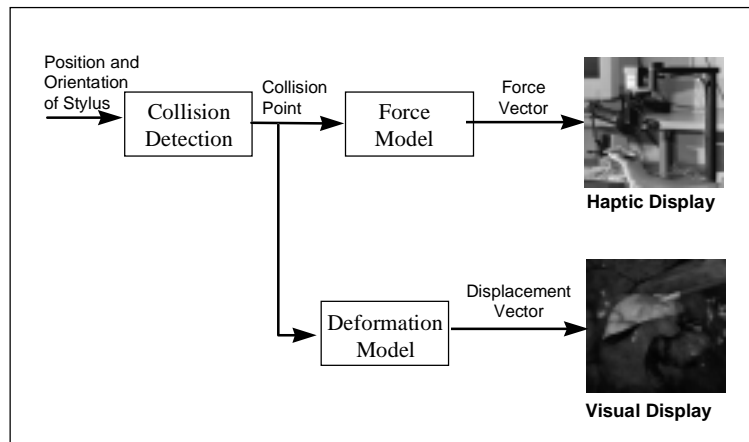 Position and
Orientation
of Stylus
Collision
Detection
Collision
Point
Force
Model
Force
Vector
Haptic Display
Deformation
Model
Displacement
Vector
Visual Display